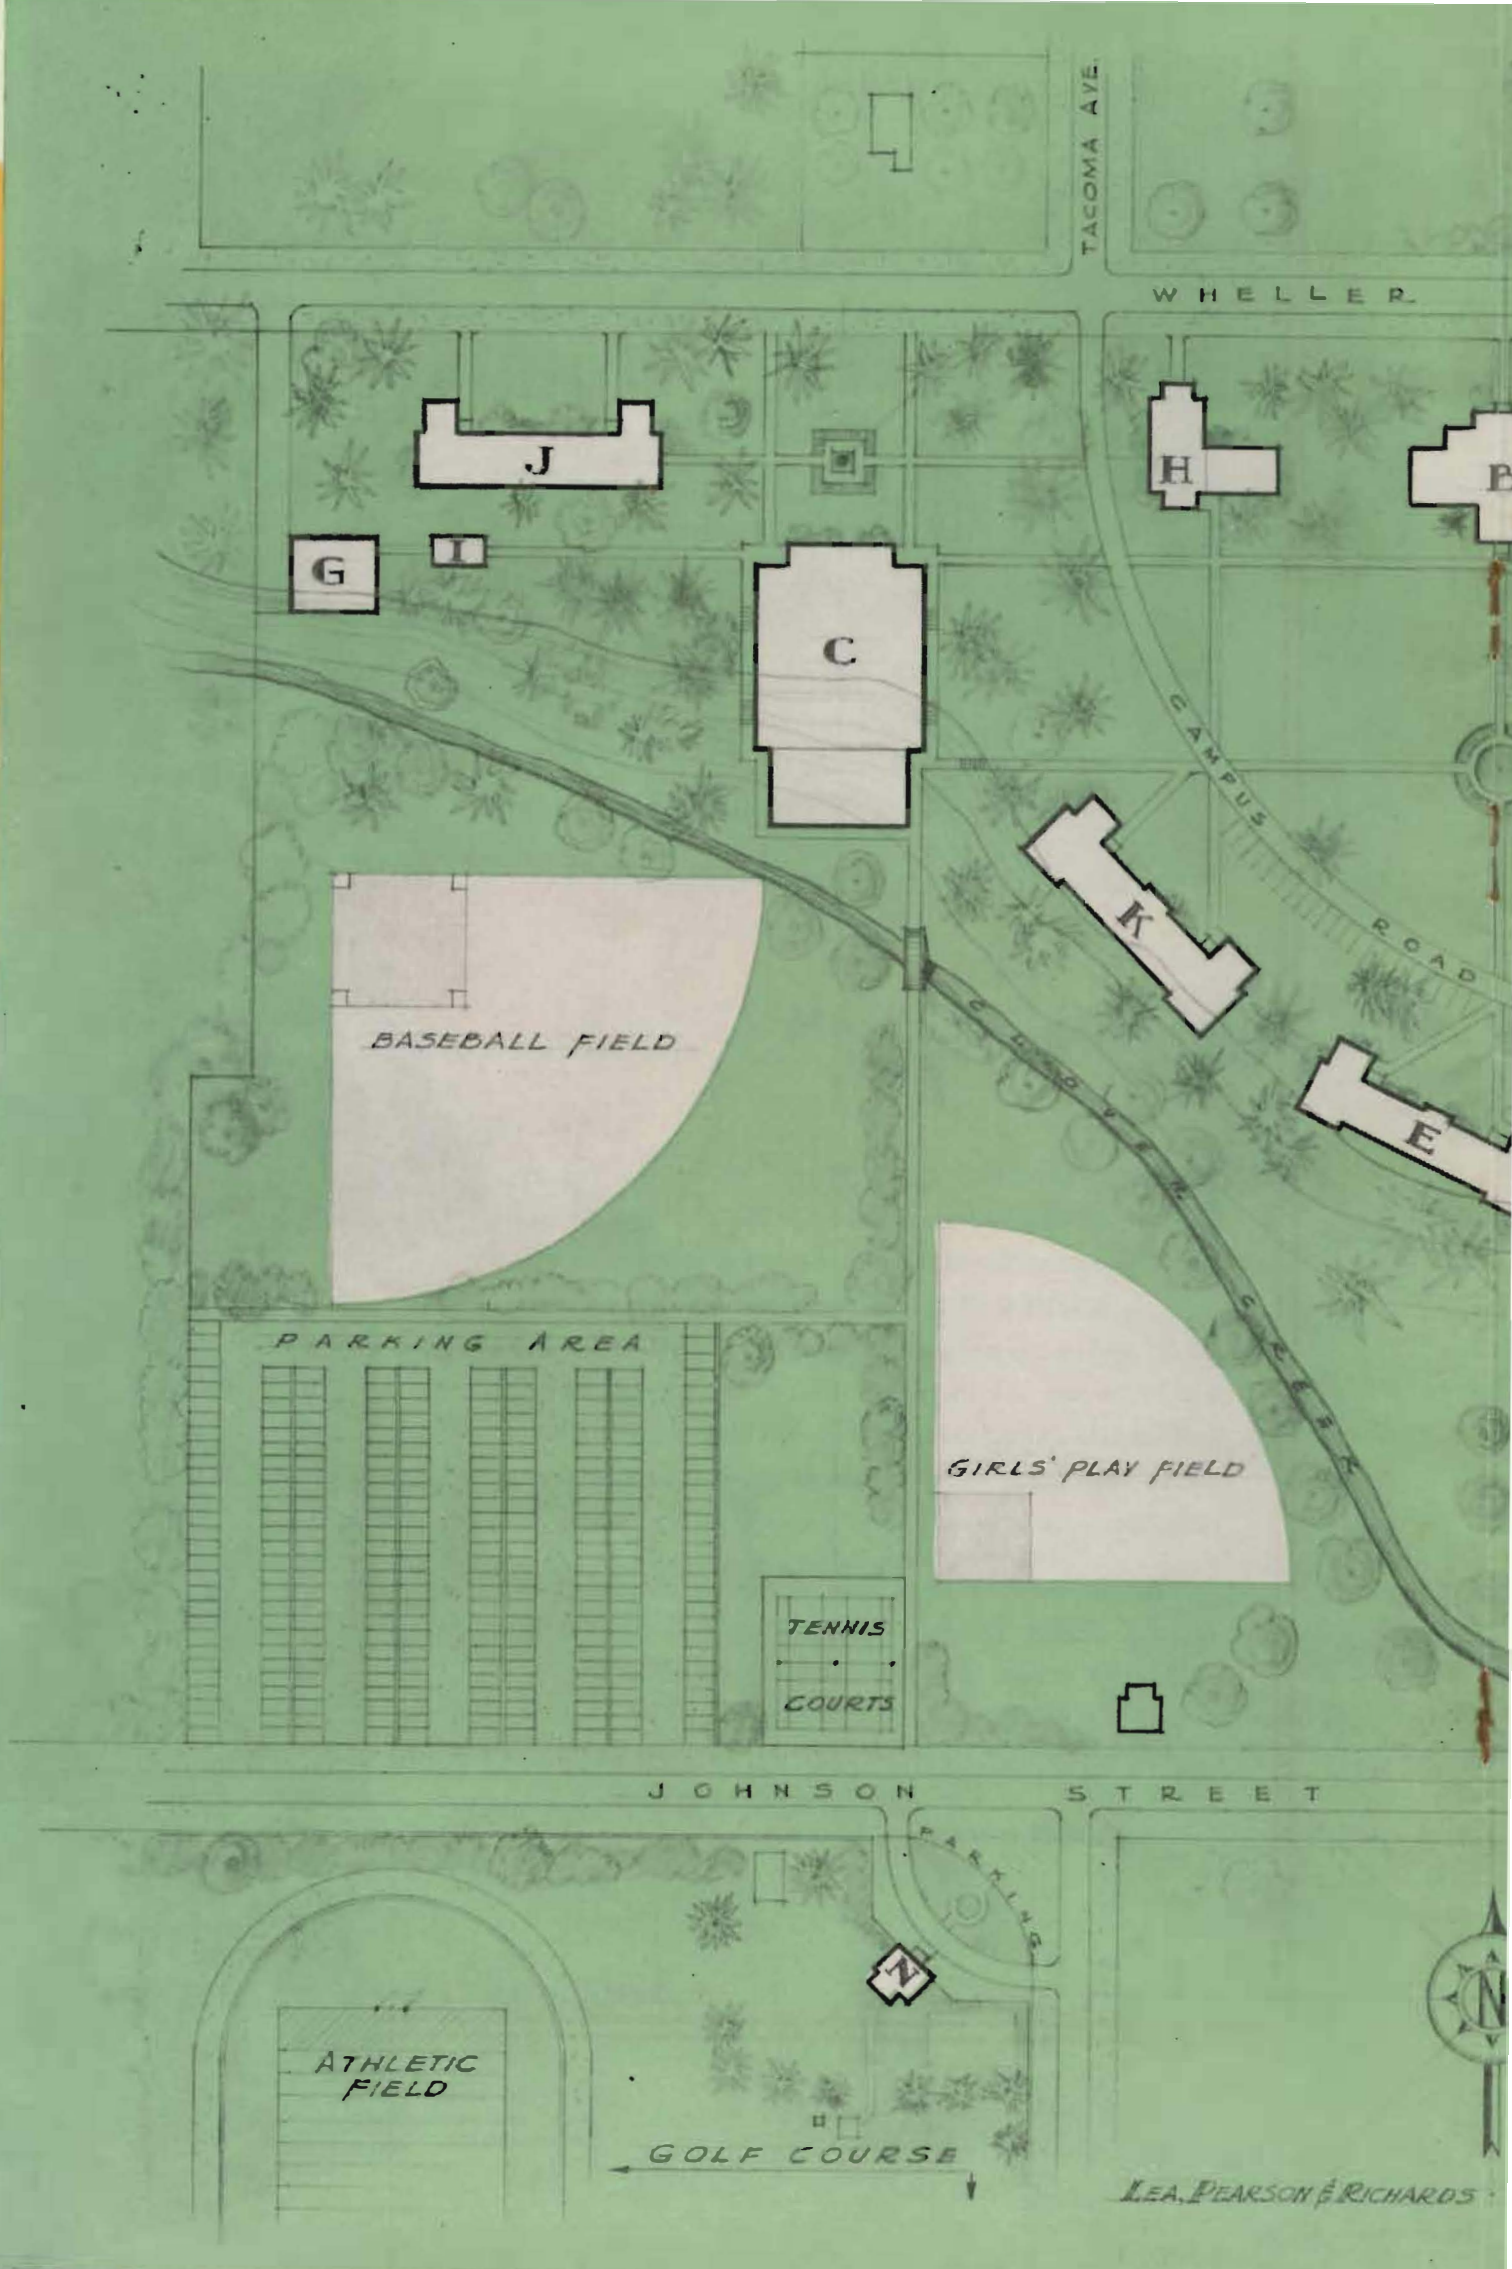 TACOMA AVE.
WHELLER
J
H
B
G
I
C
CAMPUS ROAD
K
E
BASEBALL FIELD
CLOVER CREEK
PARKING AREA
GIRLS' PLAY FIELD
TENNIS
COURTS
JOHNSON STREET
PARKING
N
N
ATHLETIC
FIELD
GOLF COURSE
LEA, PEARSON & RICHARDS